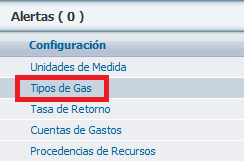 Alertas ( 0 )
Configuración
Unidades de Medida
Tipos de Gas
Tasa de Retorno
Cuentas de Gastos
Procedencias de Recursos